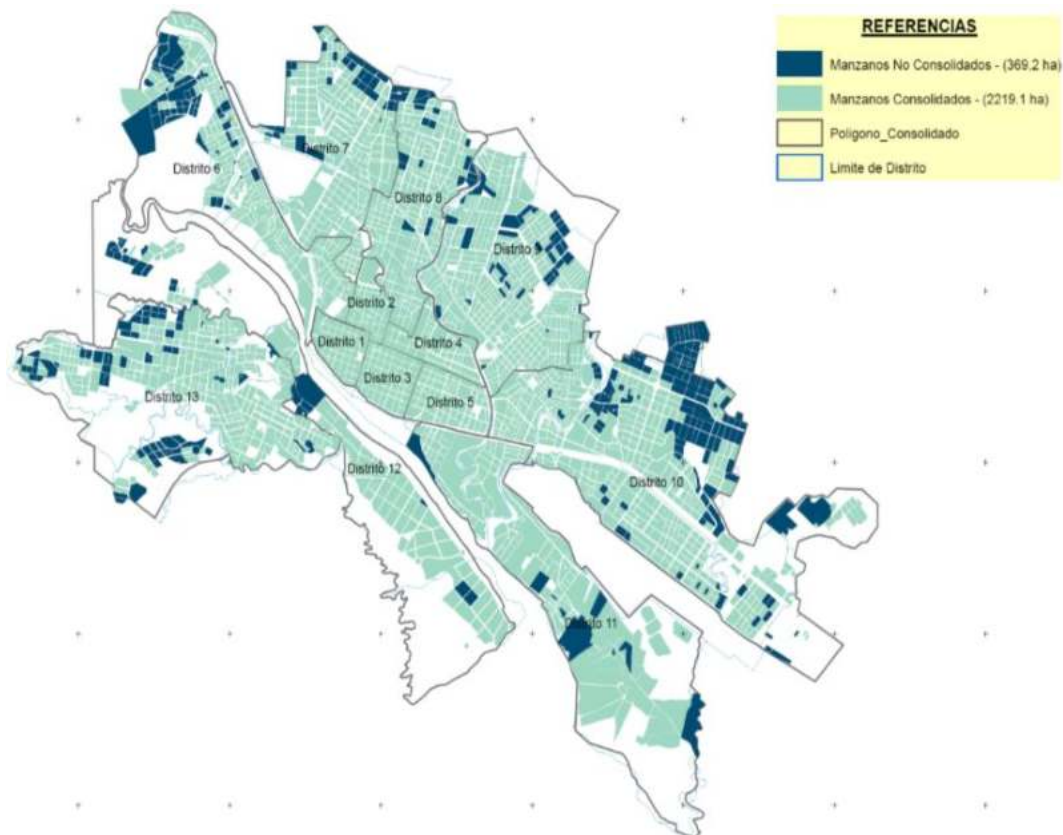 REFERENCIAS
Manzanos No Consolidados - (369.2 ha)
Manzanos Consolidados - (2219.1 ha)
Polígono_Consolidado
Limite de Distrito
Distrito 7
Distrito 6
Distrito 8
Distrito 9
Distrito 2
Distrito 1
Distrito 4
Distrito 3
Distrito 13
Distrito 5
Distrito 12
Distrito 10
Distrito 11